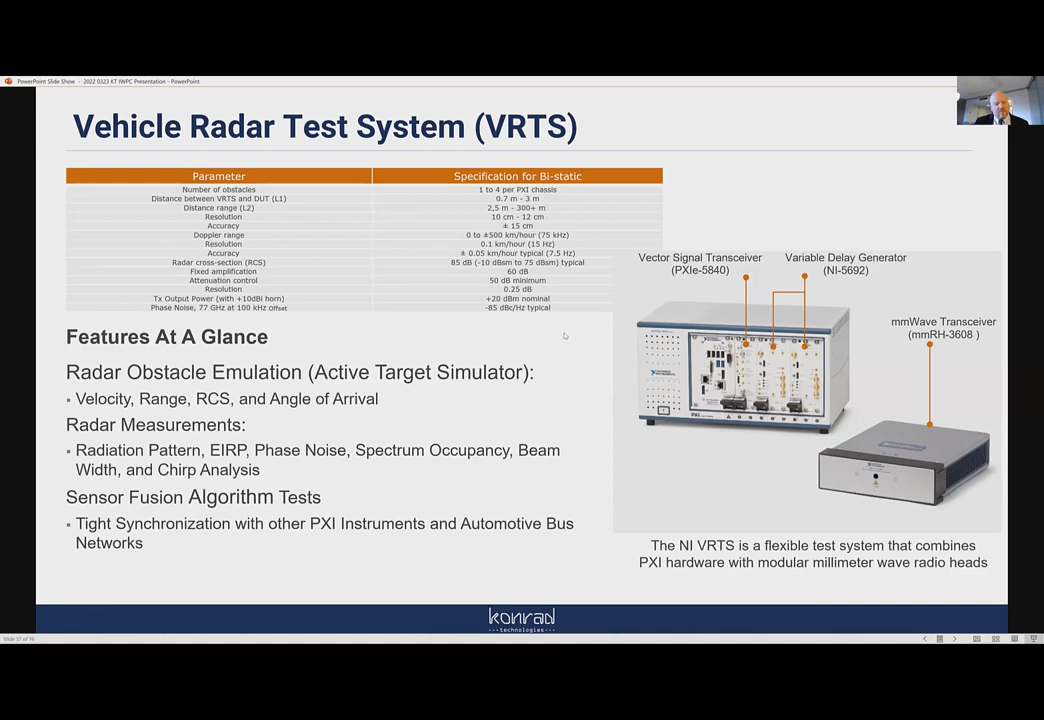 PowerPoint Slide Show - 2022 0323 KT IWPC Presentation - PowerPoint
Vehicle Radar Test System (VRTS)
Parameter Specification for Bi-static
Number of obstacles 1 to 4 per PXI chassis
Distance between VRTS and DUT (L1) 0.7 m - 3 m
Distance range (L2) 2,5 m - 300+ m
Resolution 10 cm - 12 cm
Accuracy ± 15 cm
Doppler range 0 to ±500 km/hour (75 kHz)
Resolution 0.1 km/hour (15 Hz)
Accuracy ± 0.05 km/hour typical (7.5 Hz)
Radar cross-section (RCS) 85 dB (-10 dBsm to 75 dBsm) typical
Fixed amplification 60 dB
Attenuation control 50 dB minimum
Resolution 0.25 dB
Tx Output Power (with +10dBi horn) +20 dBm nominal
Phase Noise, 77 GHz at 100 kHz Offset -85 dBc/Hz typical
Features At A Glance
Radar Obstacle Emulation (Active Target Simulator):
▪ Velocity, Range, RCS, and Angle of Arrival
Radar Measurements:
▪ Radiation Pattern, EIRP, Phase Noise, Spectrum Occupancy, Beam
Width, and Chirp Analysis
Sensor Fusion Algorithm Tests
▪ Tight Synchronization with other PXI Instruments and Automotive Bus
Networks
Vector Signal Transceiver
(PXIe-5840)
Variable Delay Generator
(NI-5692)
mmWave Transceiver
(mmRH-3608 )
PXI
The NI VRTS is a flexible test system that combines
PXI hardware with modular millimeter wave radio heads
konrad
technologies
Slide 37 of 76